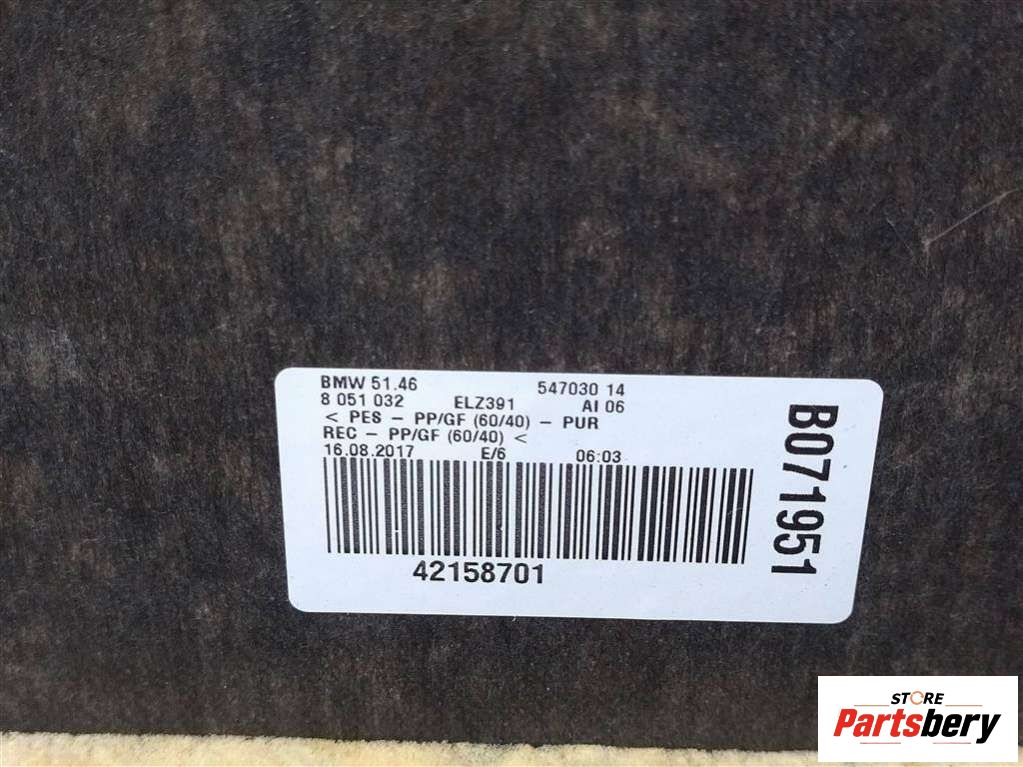 BMW 51.46 547030 14
8 051 032 ELZ391 AI 06
< PES - PP/GF (60/40) - PUR
REC - PP/GF (60/40) <
16.08.2017 E/6 06:03
42158701
B071951
STORE
Partsbery